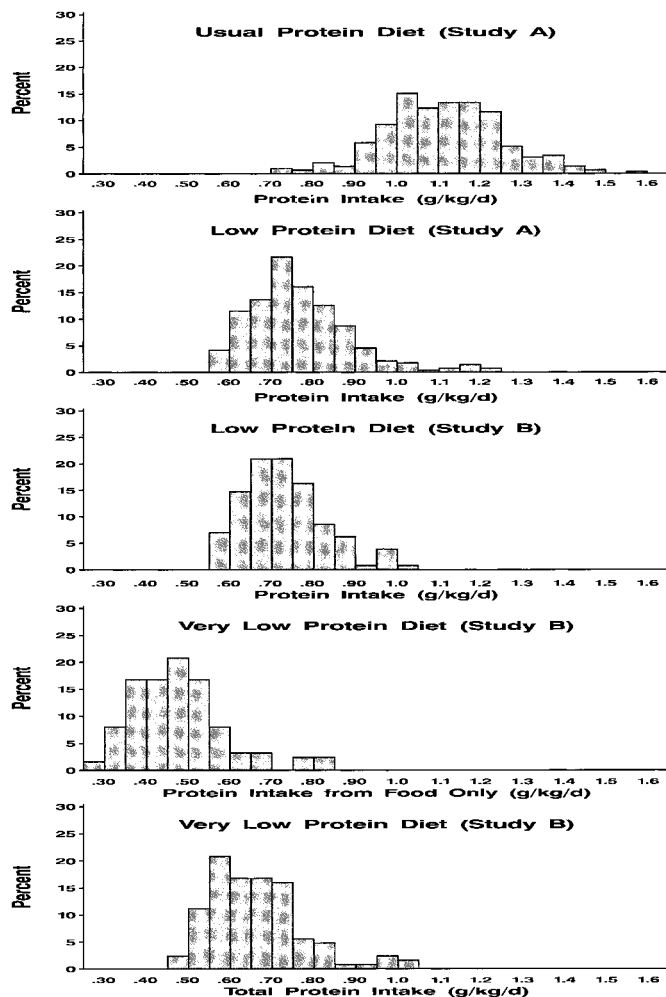 Usual Protein Diet (Study A)
Percent
30
25
20
15
10
5
0
.30 .40 .50 .60 .70 .80 .90 1.0 1.1 1.2 1.3 1.4 1.5 1.6
Protein Intake (g/kg/d)
Low Protein Diet (Study A)
Percent
30
25
20
15
10
5
0
.30 .40 .50 .60 .70 .80 .90 1.0 1.1 1.2 1.3 1.4 1.5 1.6
Protein Intake (g/kg/d)
Low Protein Diet (Study B)
Percent
30
25
20
15
10
5
0
.30 .40 .50 .60 .70 .80 .90 1.0 1.1 1.2 1.3 1.4 1.5 1.6
Protein Intake (g/kg/d)
Very Low Protein Diet (Study B)
Percent
30
25
20
15
10
5
0
.30 .40 .50 .60 .70 .80 .90 1.0 1.1 1.2 1.3 1.4 1.5 1.6
Protein Intake from Food Only (g/kg/d)
Very Low Protein Diet (Study B)
Percent
30
25
20
15
10
5
0
.30 .40 .50 .60 .70 .80 .90 1.0 1.1 1.2 1.3 1.4 1.5 1.6
Total Protein Intake (g/kg/d)